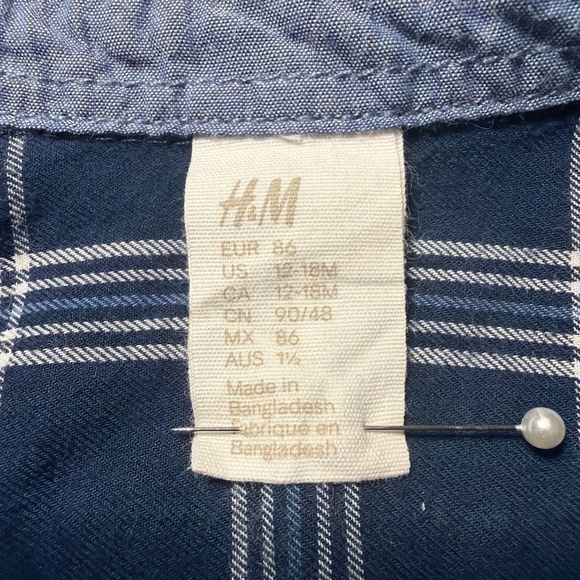 H&M
EUR 86
US 12-18M
CA 12-18M
CN 90/48
MX 86
AUS 1½
Made in
Bangladesh
Fabriqué en
Bangladesh